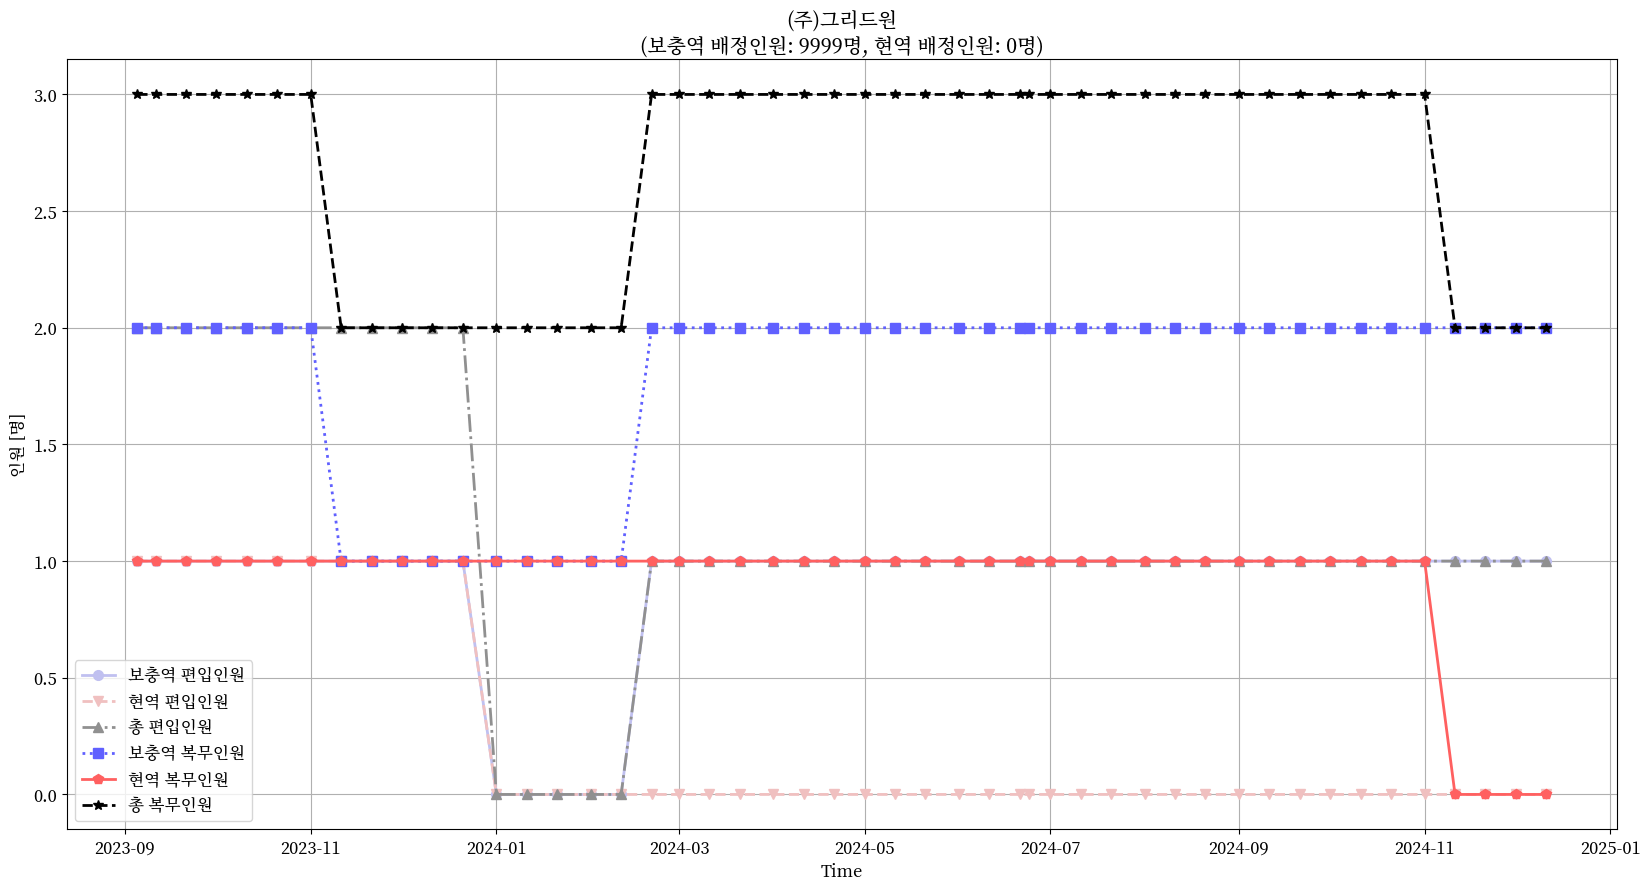 (주)그리드원
(보충역 배정인원: 9999명, 현역 배정인원: 0명)
3.0
2.5
2.0
1.5
1.0
0.5
0.0
인원 [명]
보충역 편입인원
현역 편입인원
총 편입인원
보충역 복무인원
현역 복무인원
총 복무인원
2023-09 2023-11 2024-01 2024-03 2024-05 2024-07 2024-09 2024-11 2025-01
Time